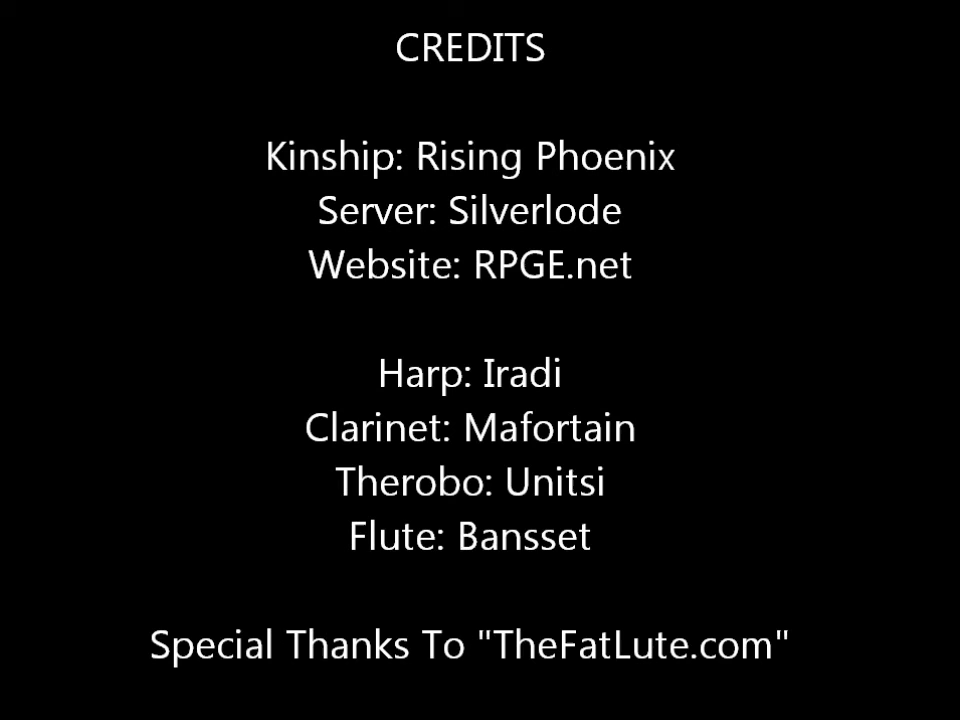 CREDITS
Kinship: Rising Phoenix
Server: Silverlode
Website: RPGE.net
Harp: Iradi
Clarinet: Mafortain
Therobo: Unitsi
Flute: Bansset
Special Thanks To "TheFatLute.com"